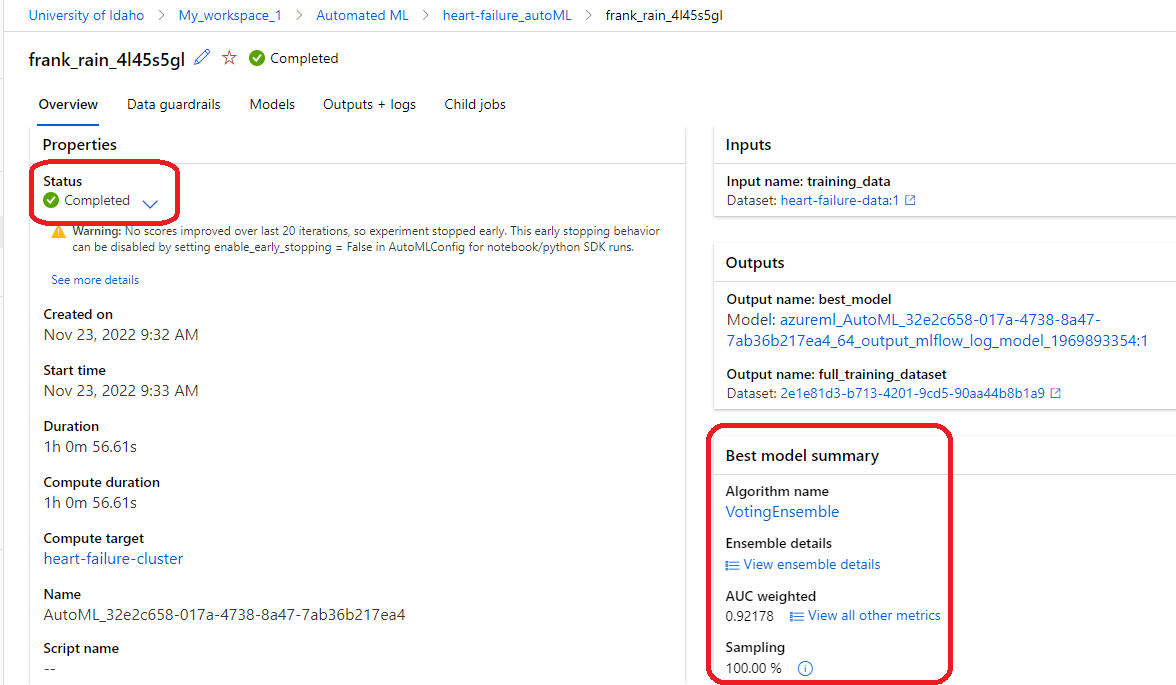 University of Idaho > My_workspace_1 > Automated ML > heart-failure_autoML > frank_rain_4l45s5gl
frank_rain_4l45s5gl Completed
Overview Data guardrails Models Outputs + logs Child jobs
Properties
Status
Completed
Warning: No scores improved over last 20 iterations, so experiment stopped early. This early stopping behavior
can be disabled by setting enable_early_stopping = False in AutoMLConfig for notebook/python SDK runs.
See more details
Created on
Nov 23, 2022 9:32 AM
Start time
Nov 23, 2022 9:33 AM
Duration
1h 0m 56.61s
Compute duration
1h 0m 56.61s
Compute target
heart-failure-cluster
Name
AutoML_32e2c658-017a-4738-8a47-7ab36b217ea4
Script name
--
Inputs
Input name: training_data
Dataset: heart-failure-data:1
Outputs
Output name: best_model
Model: azureml_AutoML_32e2c658-017a-4738-8a47-
7ab36b217ea4_64_output_mlflow_log_model_1969893354:1
Output name: full_training_dataset
Dataset: 2e1e81d3-b713-4201-9cd5-90aa44b8b1a9
Best model summary
Algorithm name
VotingEnsemble
Ensemble details
View ensemble details
AUC weighted
0.92178 View all other metrics
Sampling
100.00 %